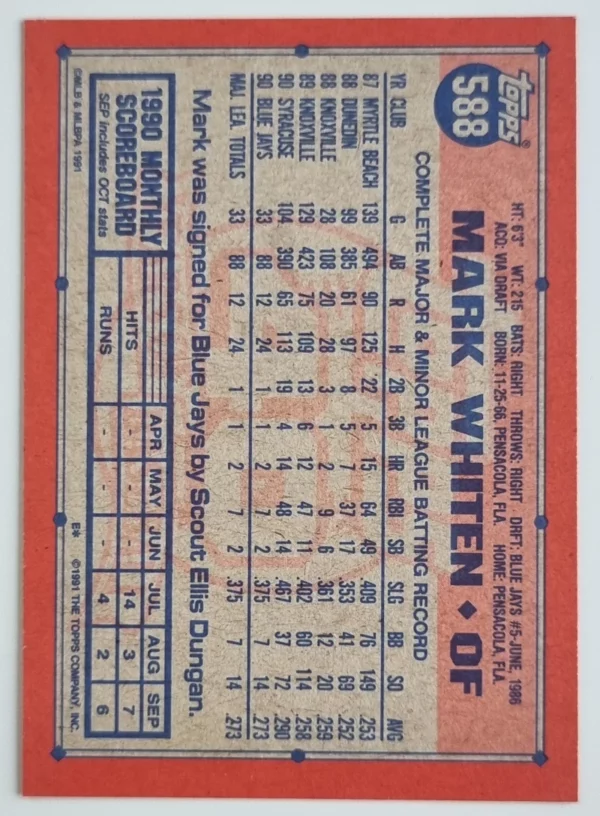 TOPPS®
588
HT: 6'3" WT: 215 BATS: RIGHT THROWS: RIGHT DRFT: BLUE JAYS #5-JUNE, 1986
ACQ: VIA DRAFT BORN: 11-25-66, PENSACOLA, FLA. HOME: PENSACOLA, FLA.
MARK WHITEN ♦ OF
COMPLETE MAJOR & MINOR LEAGUE BATTING RECORD
YR CLUB G AB R H 2B 3B HR RBI SB SLG BB SO AVG
87 MYRTLE BEACH 139 494 90 125 22 5 15 64 49 .409 76 149 .253
88 DUNEDIN 99 385 61 97 8 5 7 37 17 .353 41 69 .252
88 KNOXVILLE 28 108 20 28 3 1 2 9 6 .361 12 20 .259
89 KNOXVILLE 129 423 75 109 13 6 12 47 11 .402 60 114 .258
90 SYRACUSE 104 390 65 113 19 4 14 48 14 .467 37 72 .290
90 BLUE JAYS 33 88 12 24 1 1 2 7 2 .375 7 14 .273
MAJ. LEA. TOTALS 33 88 12 24 1 1 2 7 2 .375 7 14 .273
Mark was signed for Blue Jays by Scout Ellis Dungan.
1990 MONTHLY
SCOREBOARD
SEP includes OCT stats
APR MAY JUN JUL AUG SEP
HITS - - - 14 3 7
RUNS - - - 4 2 6
©MLB & MLBPA 1991
E* ©1991 THE TOPPS COMPANY, INC.